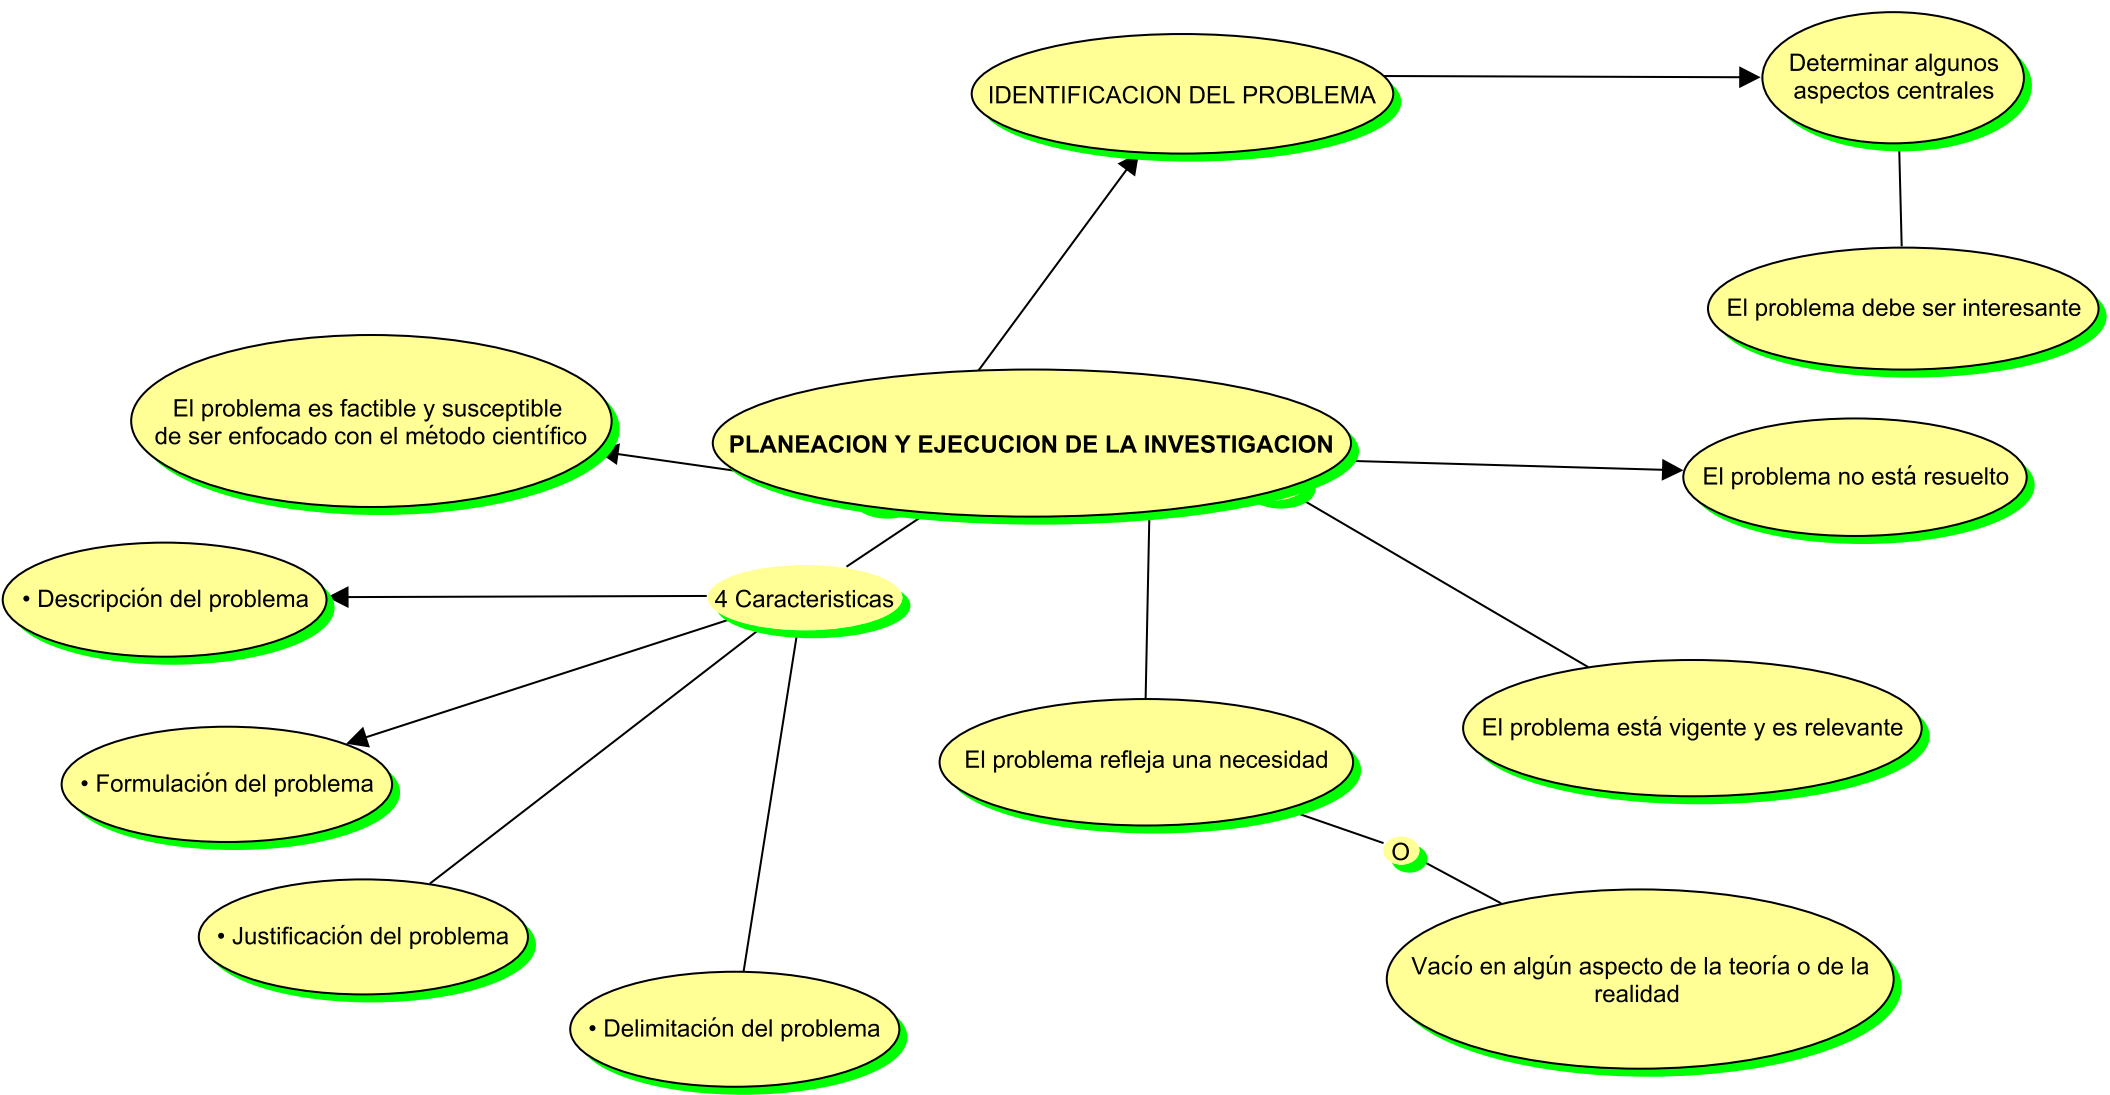 Determinar algunos
aspectos centrales
IDENTIFICACION DEL PROBLEMA
El problema debe ser interesante
El problema es factible y susceptible
de ser enfocado con el método científico
PLANEACION Y EJECUCION DE LA INVESTIGACION
El problema no está resuelto
• Descripción del problema
4 Caracteristicas
El problema está vigente y es relevante
El problema refleja una necesidad
• Formulación del problema
O
• Justificación del problema
Vacío en algún aspecto de la teoría o de la
realidad
• Delimitación del problema